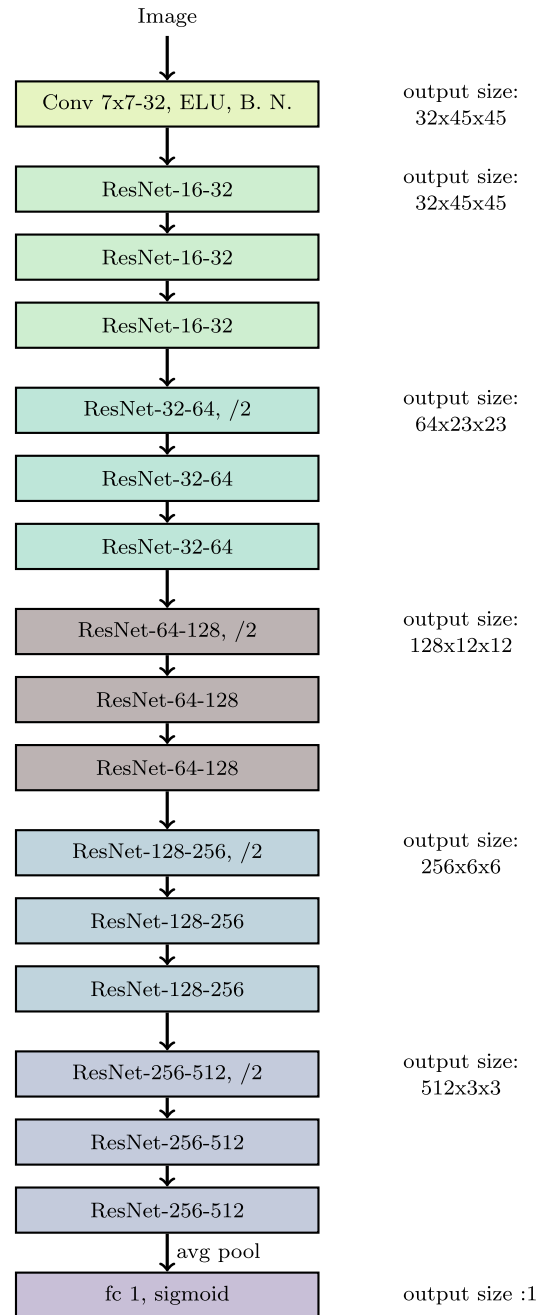 Image
Conv 7x7-32, ELU, B. N.
output size:
32x45x45
ResNet-16-32
output size:
32x45x45
ResNet-16-32
ResNet-16-32
ResNet-32-64, /2
output size:
64x23x23
ResNet-32-64
ResNet-32-64
ResNet-64-128, /2
output size:
128x12x12
ResNet-64-128
ResNet-64-128
ResNet-128-256, /2
output size:
256x6x6
ResNet-128-256
ResNet-128-256
ResNet-256-512, /2
output size:
512x3x3
ResNet-256-512
ResNet-256-512
avg pool
fc 1, sigmoid
output size :1